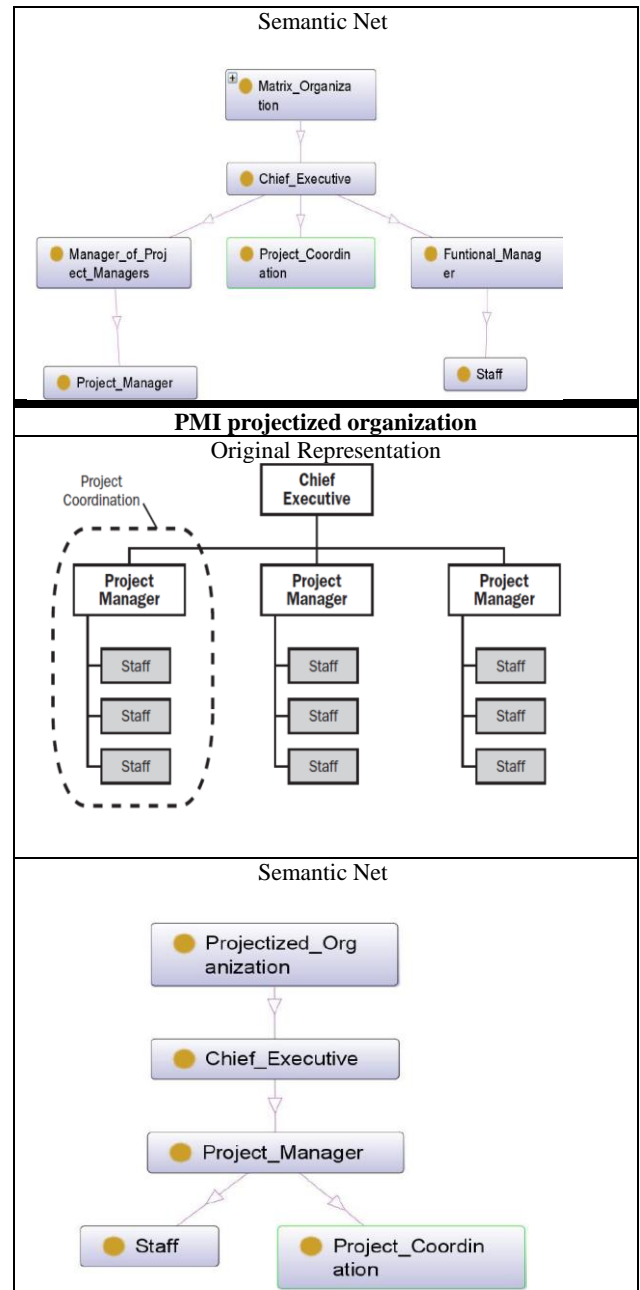 Semantic Net
Matrix_Organiza
tion
Chief_Executive
Manager_of_Proj
ect_Managers
Project_Coordin
ation
Funtional_Manag
er
Project_Manager
Staff
PMI projectized organization
Original Representation
Project
Coordination
Chief
Executive
Project
Manager
Project
Manager
Project
Manager
Staff
Staff
Staff
Staff
Staff
Staff
Staff
Staff
Staff
Semantic Net
Projectized_Org
anization
Chief_Executive
Project_Manager
Staff
Project_Coordin
ation